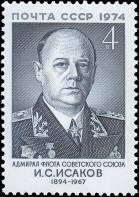 ПОЧТА СССР 1974
4
К
АДМИРАЛ ФЛОТА СОВЕТСКОГО СОЮЗА
И.С.ИСАКОВ
1894-1967